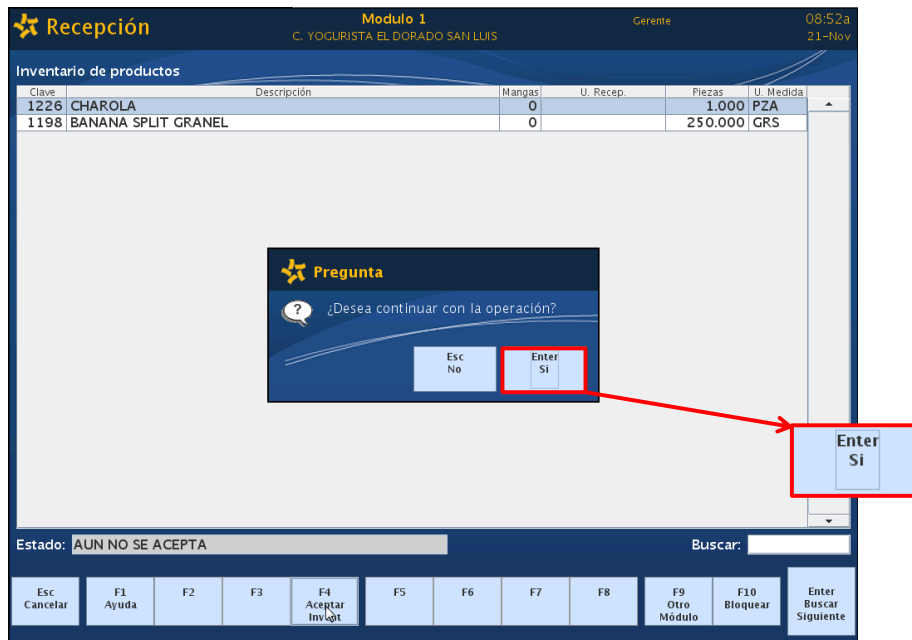 Recepción
Modulo 1
C. YOGURISTA EL DORADO SAN LUIS
Gerente
08:52a
21-Nov
Inventario de productos
Clave Descripción Mangas U. Recep. Piezas U. Medida
1226 CHAROLA 0 1.000 PZA
1198 BANANA SPLIT GRANEL 0 250.000 GRS
Pregunta
?
¿Desea continuar con la operación?
Esc
No
Enter
Si
Enter
Si
Estado: AUN NO SE ACEPTA
Buscar:
Esc
Cancelar
F1
Ayuda
F2
F3
F4
Aceptar
Invent
F5
F6
F7
F8
F9
Otro
Módulo
F10
Bloquear
Enter
Buscar
Siguiente